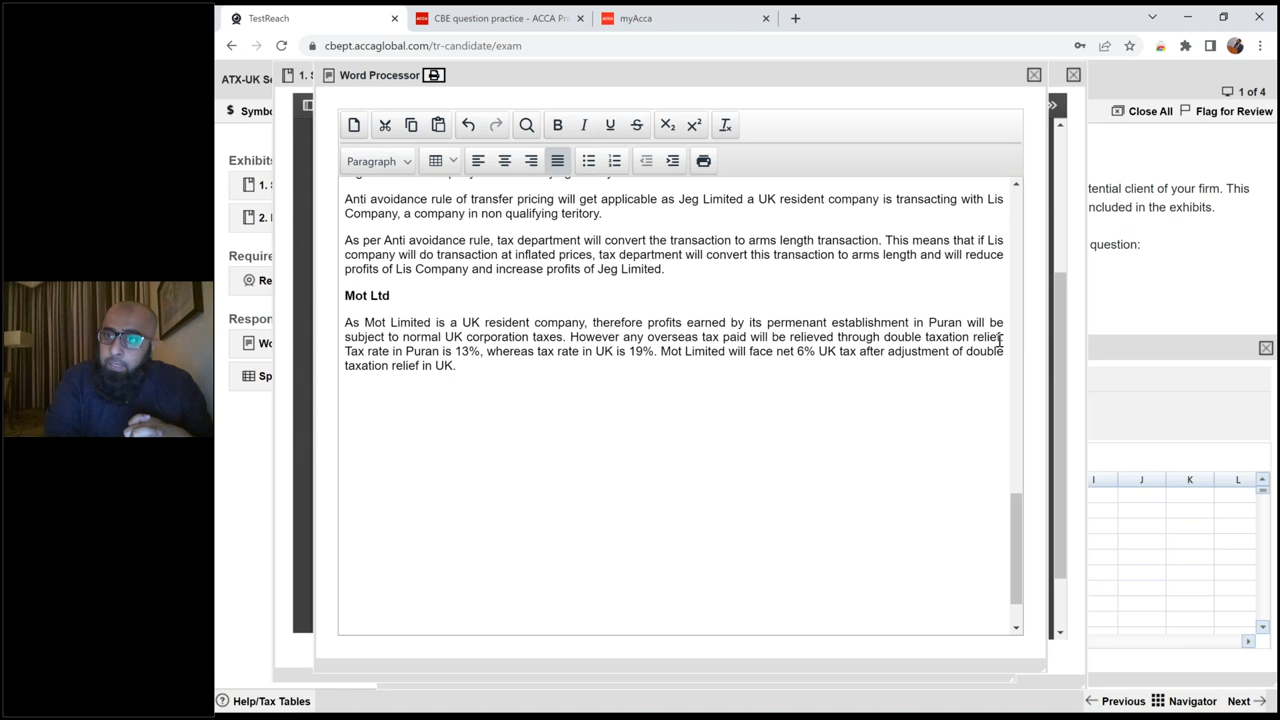 TestReach
CBE question practice - ACCA Pr
myAcca
cbept.accaglobal.com/tr-candidate/exam
ATX-UK Se
1. S
Word Processor
1 of 4
$ Symbo
Close All
Flag for Review
Paragraph
Exhibits
1. S
2.
Require
Re
Respon
Wo
Sp
tential client of your firm. This
ncluded in the exhibits.
question:
Anti avoidance rule of transfer pricing will get applicable as Jeg Limited a UK resident company is transacting with Lis
Company, a company in non qualifying teritory.
As per Anti avoidance rule, tax department will convert the transaction to arms length transaction. This means that if Lis
company will do transaction at inflated prices, tax department will convert this transaction to arms length and will reduce
profits of Lis Company and increase profits of Jeg Limited.
Mot Ltd
As Mot Limited is a UK resident company, therefore profits earned by its permenant establishment in Puran will be
subject to normal UK corporation taxes. However any overseas tax paid will be relieved through double taxation relief.
Tax rate in Puran is 13%, whereas tax rate in UK is 19%. Mot Limited will face net 6% UK tax after adjustment of double
taxation relief in UK.
I J K L
Help/Tax Tables
Previous
Navigator
Next